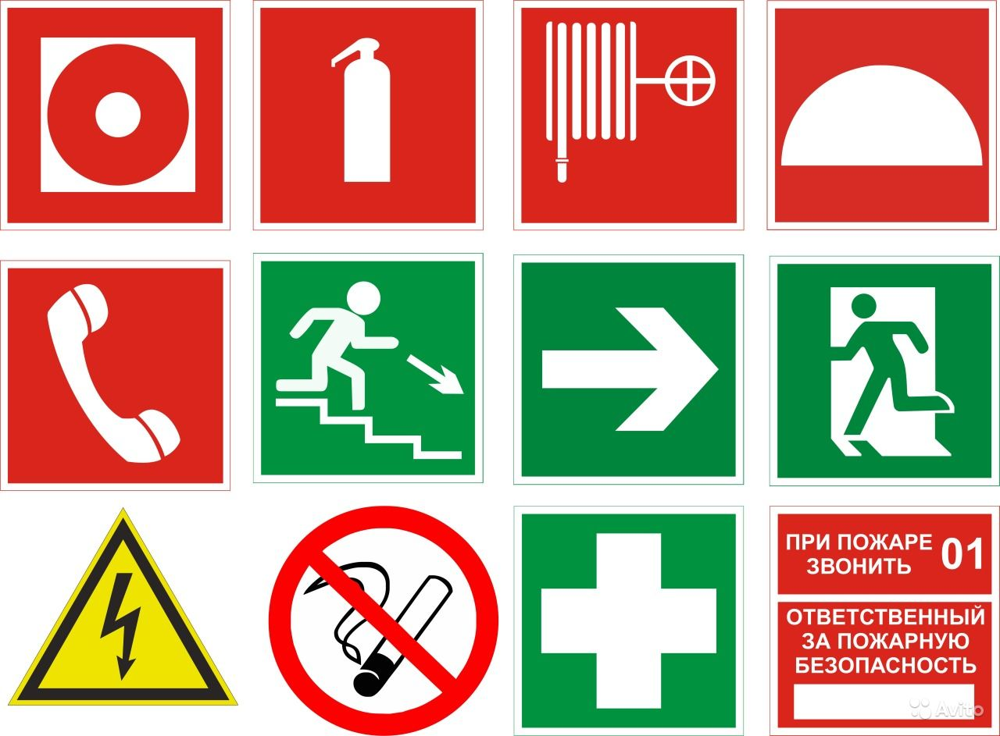 ПРИ ПОЖАРЕ 01
ЗВОНИТЬ
ОТВЕТСТВЕННЫЙ
ЗА ПОЖАРНУЮ
БЕЗОПАСНОСТЬ
Avito